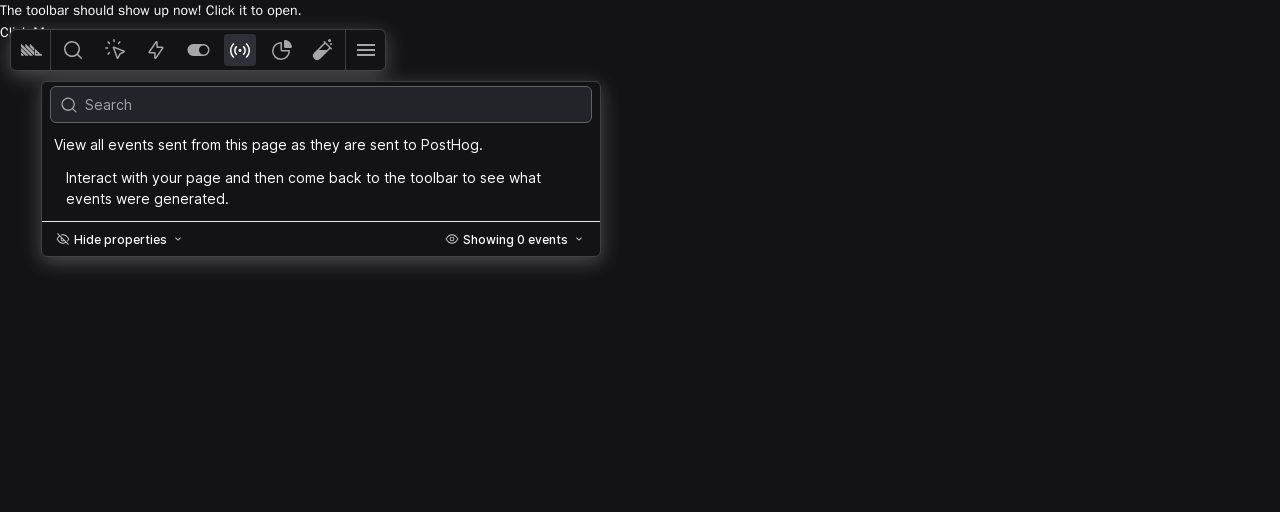 The toolbar should show up now! Click it to open.
Search
View all events sent from this page as they are sent to PostHog.
Interact with your page and then come back to the toolbar to see what
events were generated.
Hide properties
Showing 0 events